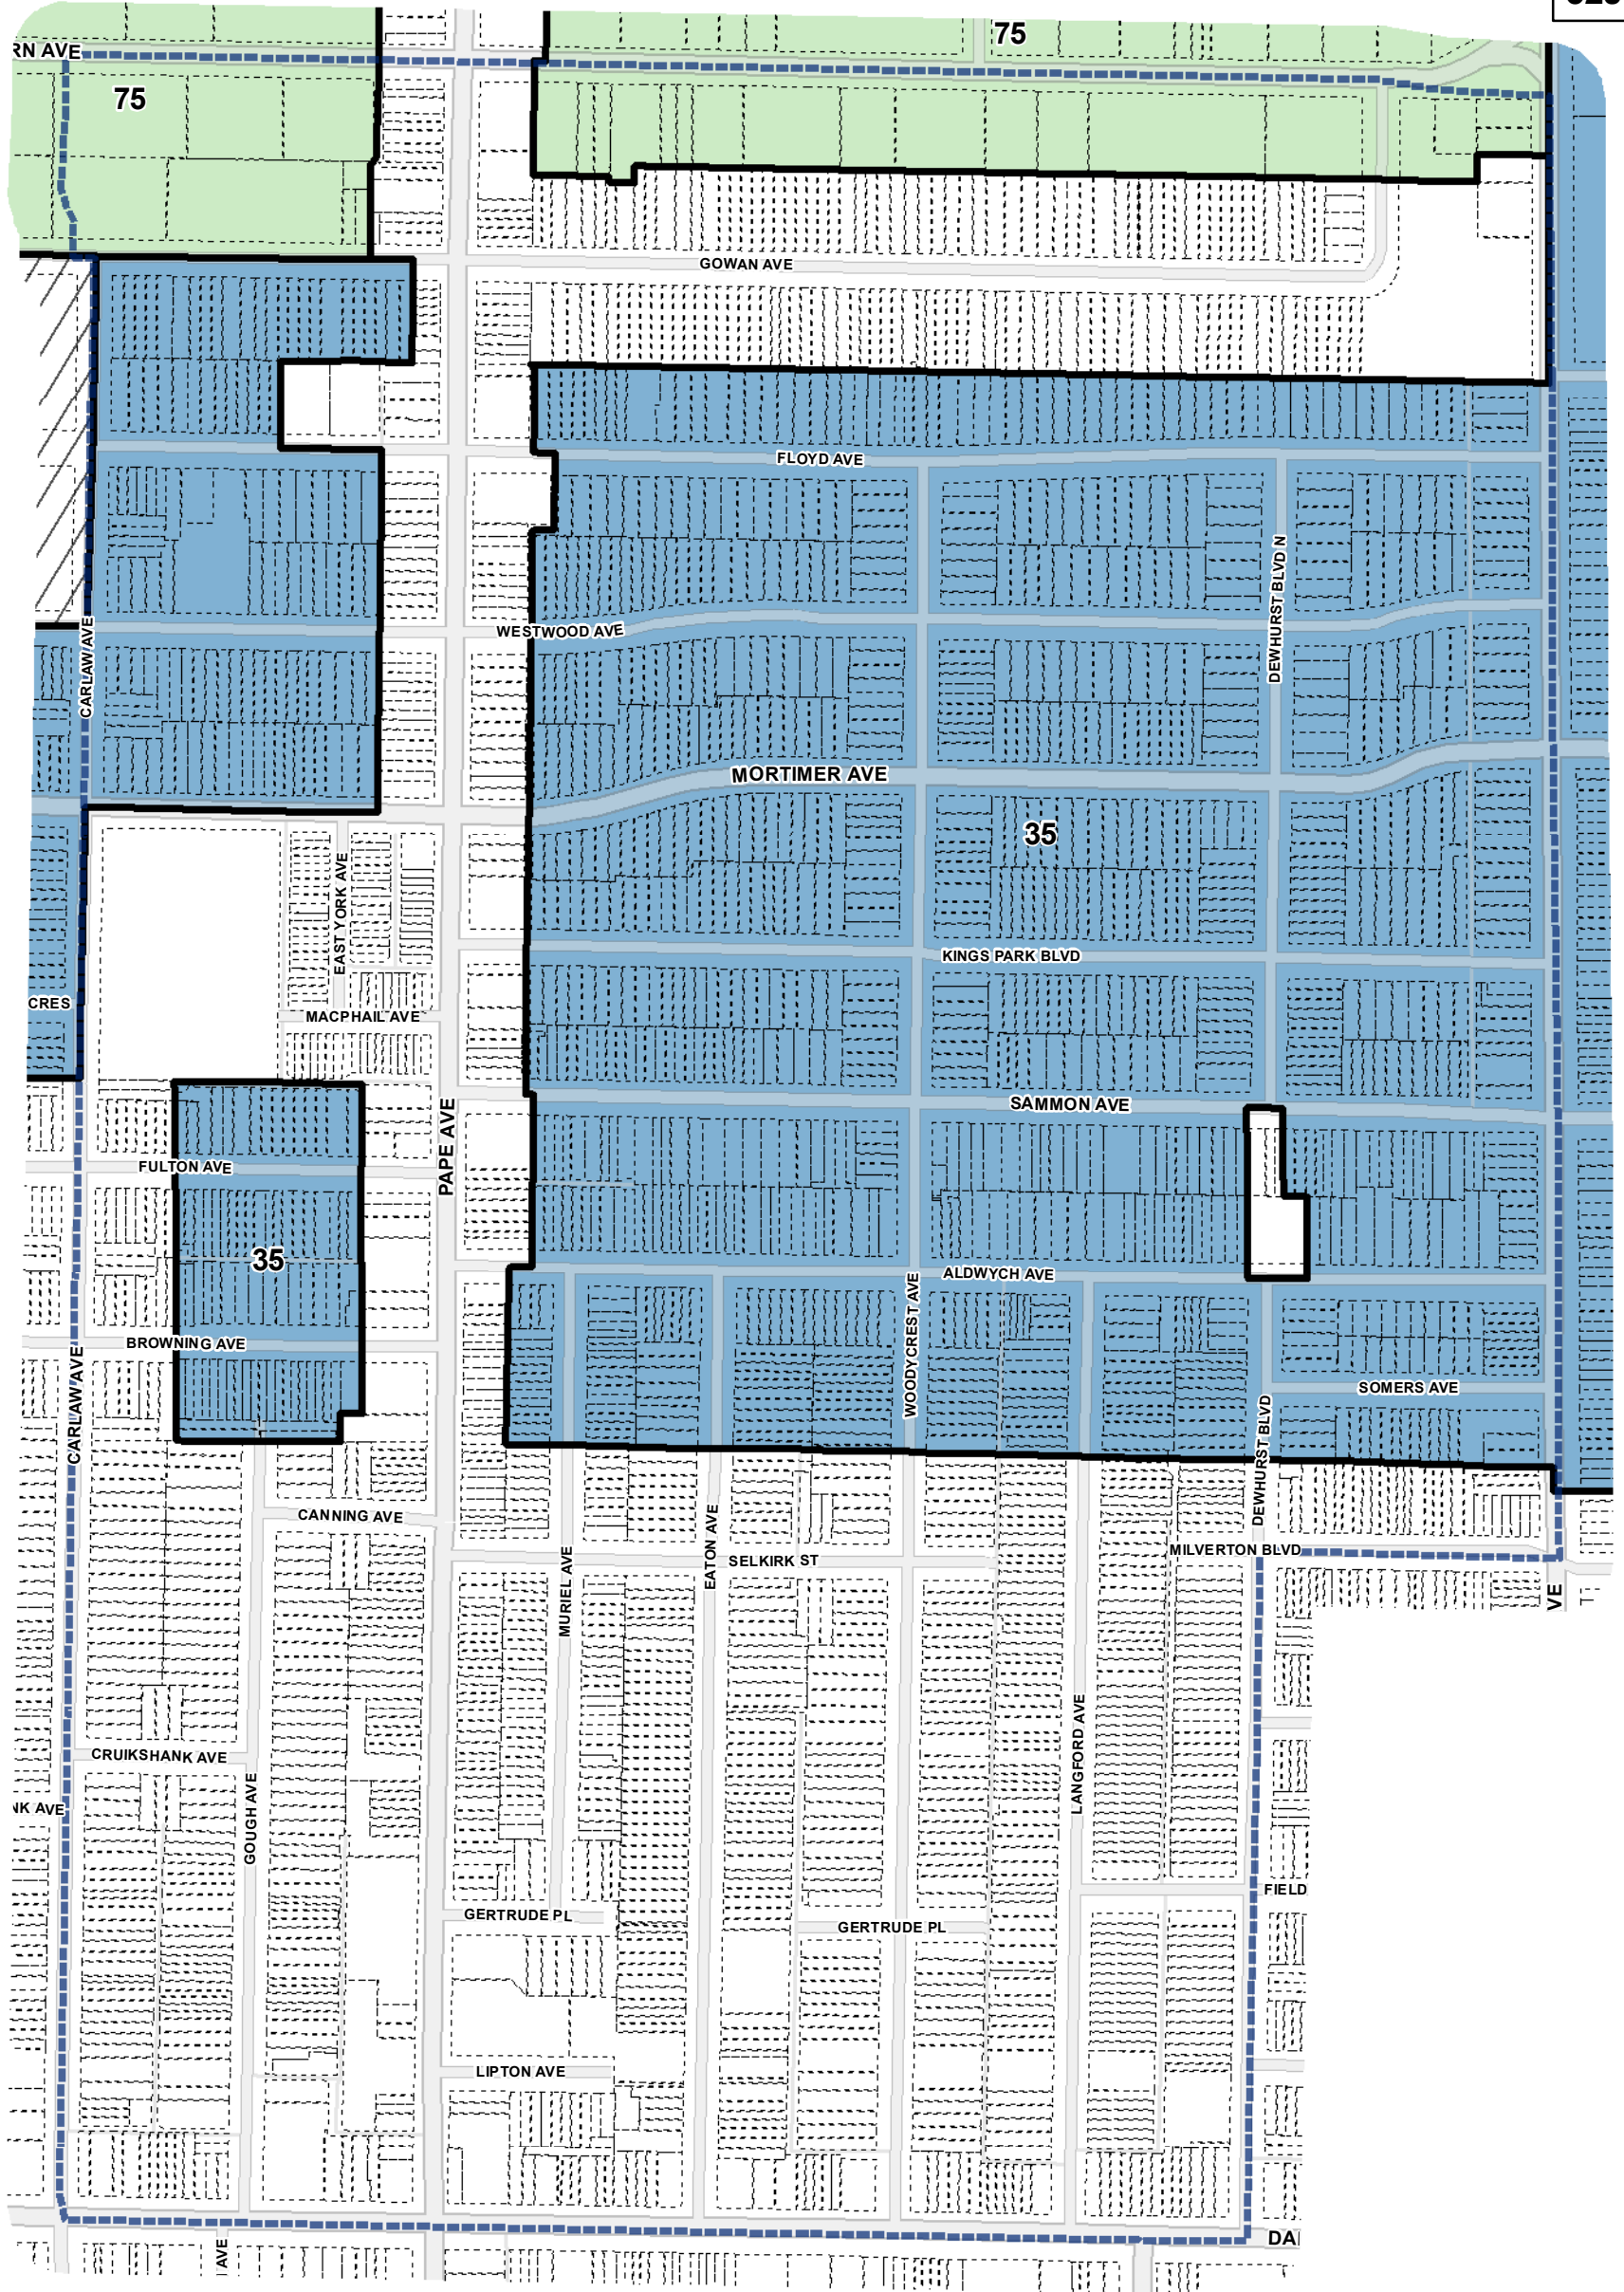 75
RN AVE
75
GOWAN AVE
FLOYD AVE
DEWHURST BLVD N
WESTWOOD AVE
CARLAW AVE
MORTIMER AVE
35
EAST YORK AVE
KINGS PARK BLVD
CRES
MACPHAIL AVE
SAMMON AVE
PAPE AVE
FULTON AVE
35
ALDWYCH AVE
WOODYCREST AVE
BROWNING AVE
SOMERS AVE
CARLAW AVE
DEWHURST BLVD
CANNING AVE
EATON AVE
MURIEL AVE
SELKIRK ST
MILVERTON BLVD
VE
LANGFORD AVE
CRUIKSHANK AVE
NK AVE
GOUGH AVE
FIELD
GERTRUDE PL
GERTRUDE PL
LIPTON AVE
DA
AVE